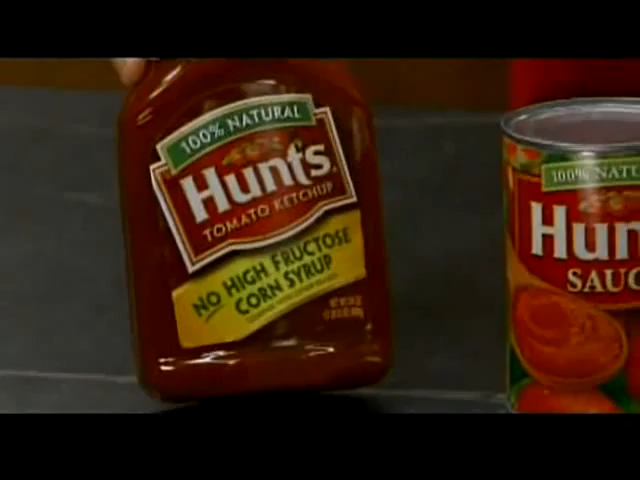 100% NATURAL
Hunt's
TOMATO KETCHUP
NO HIGH FRUCTOSE
CORN SYRUP
100% NATU
Hun
SAUC